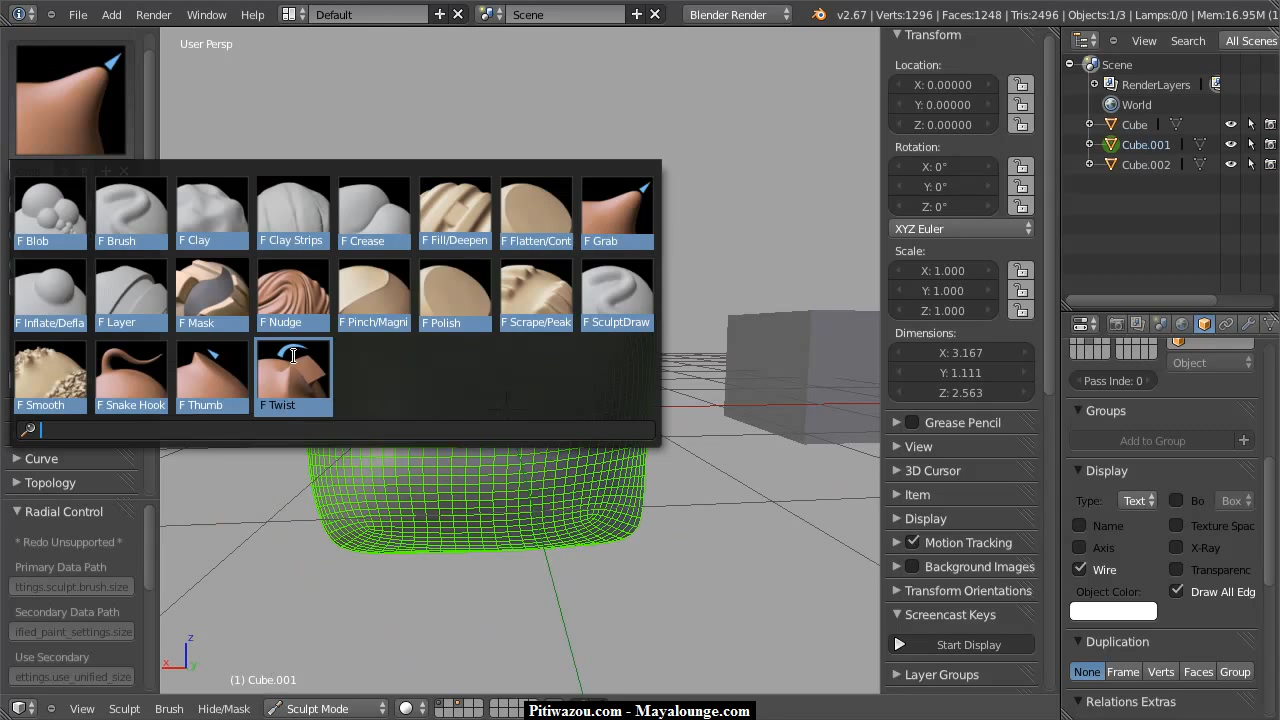 File Add Render Window Help Default Scene Blender Render v2.67 | Verts:1296 | Faces:1248 | Tris:2496 | Objects:1/3 | Lamps:0/0 | Mem:16.95M
User Persp
F Blob F Brush F Clay F Clay Strips F Crease F Fill/Deepen F Flatten/Cont F Grab
F Inflate/Defla F Layer F Mask F Nudge F Pinch/Magni F Polish F Scrape/Peak F SculptDraw
F Smooth F Snake Hook F Thumb F Twist
Curve
Topology
Radial Control
* Redo Unsupported *
Primary Data Path
ttings.sculpt.brush.size
Secondary Data Path
ified_paint_settings.size
Use Secondary
ettings.use_unified_size
z
x y
(1) Cube.001
View Sculpt Brush Hide/Mask Sculpt Mode
Pitiwazou.com - Mayalounge.com
Transform
Location:
X: 0.00000
Y: 0.00000
Z: 0.00000
Rotation:
X: 0°
Y: 0°
Z: 0°
XYZ Euler
Scale:
X: 1.000
Y: 1.000
Z: 1.000
Dimensions:
X: 3.167
Y: 1.111
Z: 2.563
Grease Pencil
View
3D Cursor
Item
Display
Motion Tracking
Background Images
Transform Orientations
Screencast Keys
Start Display
Layer Groups
View Search All Scenes
Scene
RenderLayers
World
Cube
Cube.001
Cube.002
Object
Pass Inde: 0
Groups
Add to Group
Display
Type: Text Bo Box
Name Texture Spac
Axis X-Ray
Wire Transparenc
Object Color: Draw All Edg
Duplication
None Frame Verts Faces Group
Relations Extras